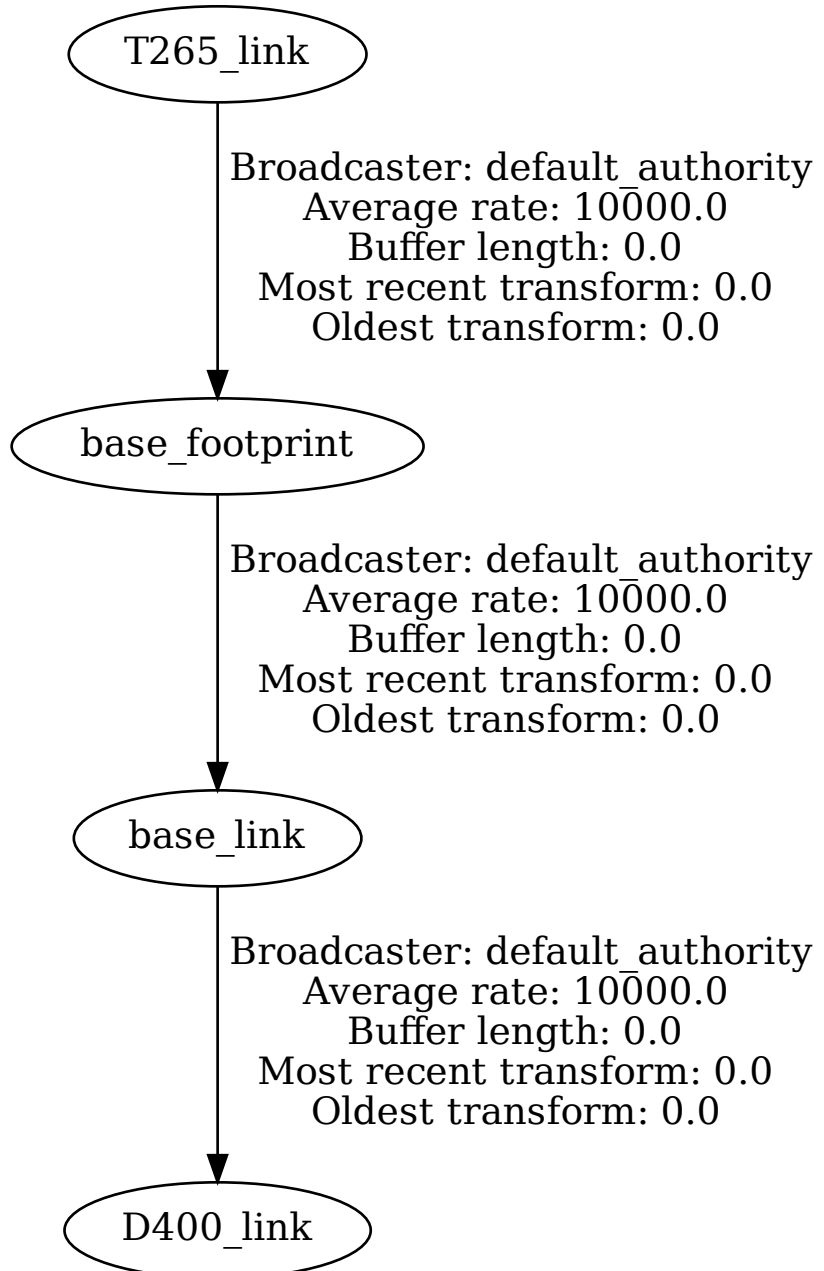 T265_link
Broadcaster: default_authority
Average rate: 10000.0
Buffer length: 0.0
Most recent transform: 0.0
Oldest transform: 0.0
base_footprint
Broadcaster: default_authority
Average rate: 10000.0
Buffer length: 0.0
Most recent transform: 0.0
Oldest transform: 0.0
base_link
Broadcaster: default_authority
Average rate: 10000.0
Buffer length: 0.0
Most recent transform: 0.0
Oldest transform: 0.0
D400_link